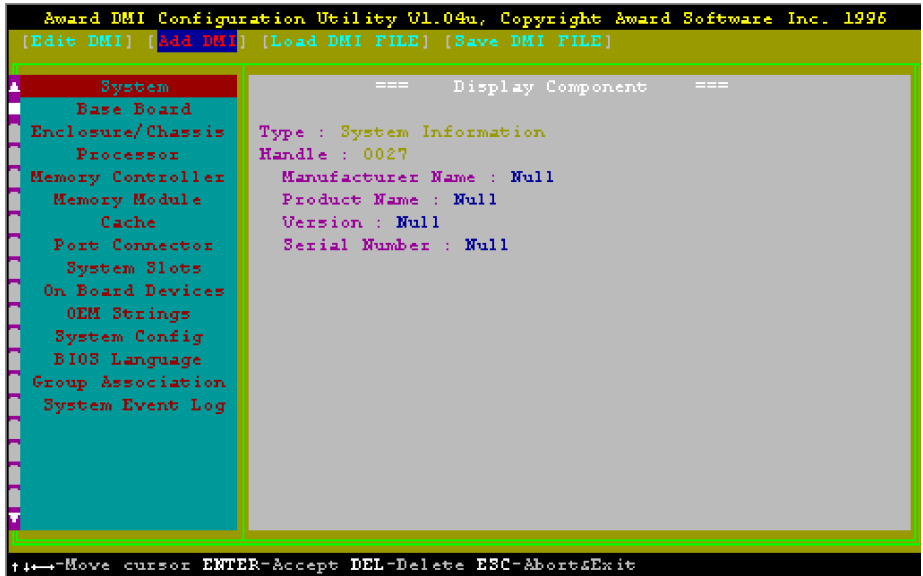 Award DMI Configuration Utility V1.04u, Copyright Award Software Inc. 1996
[Edit DMI] [Add DMI] [Load DMI FILE] [Save DMI FILE]
System
Base Board
Enclosure/Chassis
Processor
Memory Controller
Memory Module
Cache
Port Connector
System Slots
On Board Devices
OEM Strings
System Config
BIOS Language
Group Association
System Event Log
=== Display Component ===
Type : System Information
Handle : 0027
Manufacturer Name : Null
Product Name : Null
Version : Null
Serial Number : Null
↑↓←→-Move cursor ENTER-Accept DEL-Delete ESC-Abort&Exit